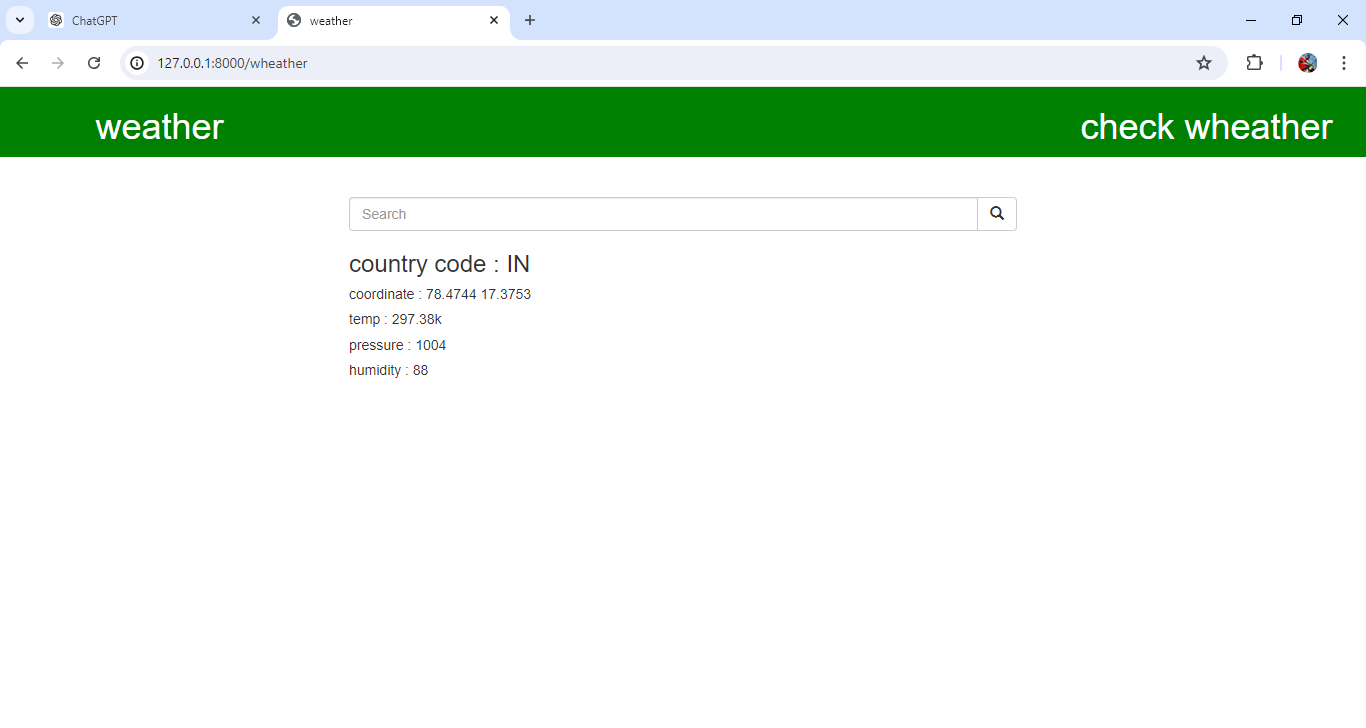 ChatGPT
weather
127.0.0.1:8000/wheather
weather
check wheather
Search
country code : IN
coordinate : 78.4744 17.3753
temp : 297.38k
pressure : 1004
humidity : 88